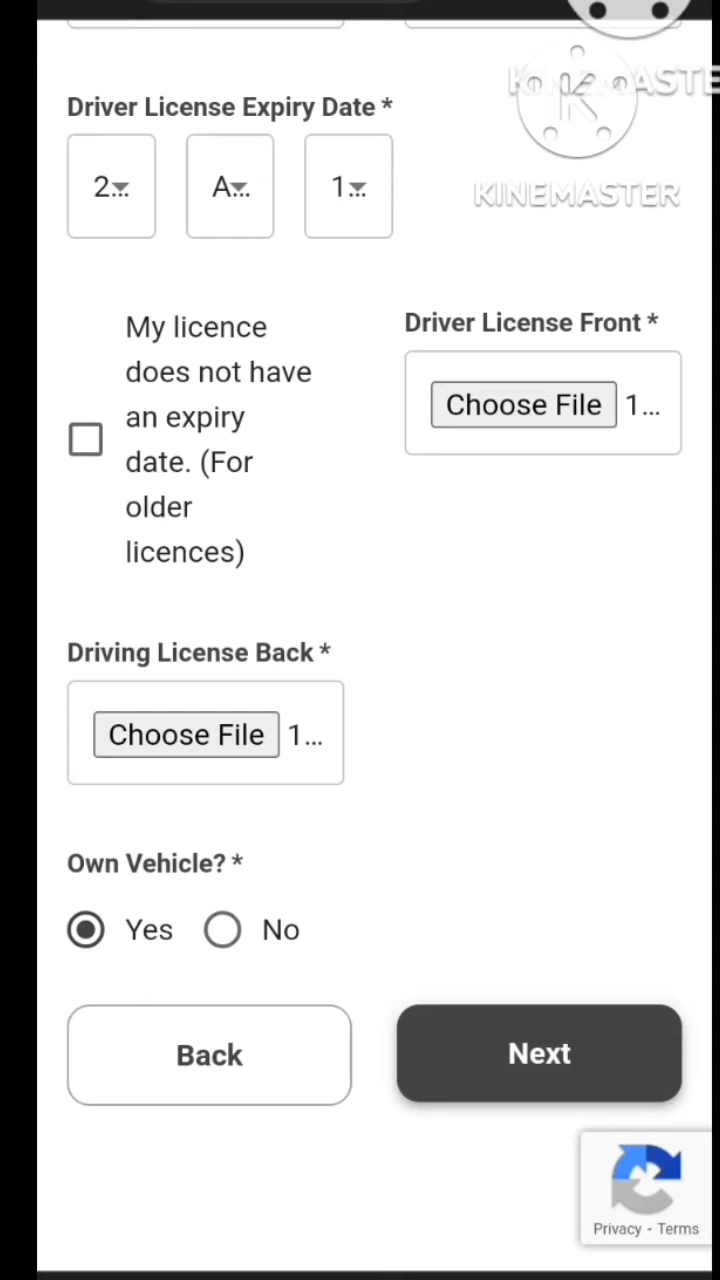 KINEMASTE
Driver License Expiry Date *
2...
A...
1...
KINEMASTER
My licence
does not have
an expiry
date. (For
older
licences)
Driver License Front *
Choose File 1...
Driving License Back *
Choose File 1...
Own Vehicle? *
Yes
No
Back
Next
Privacy - Terms